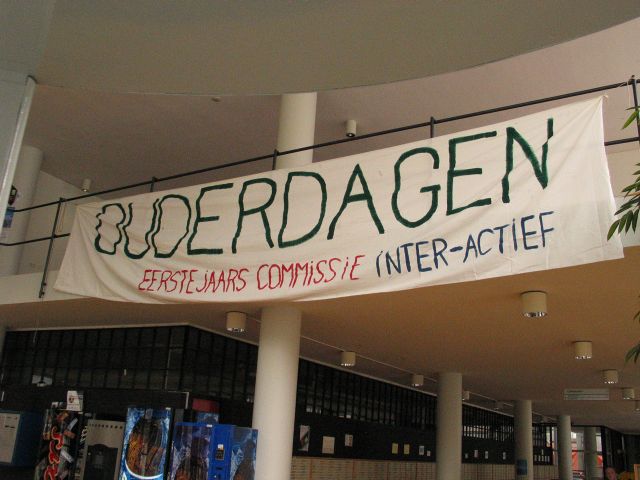 OUDERDAGEN
EERSTEJAARS COMMISSIE INTER-ACTIEF